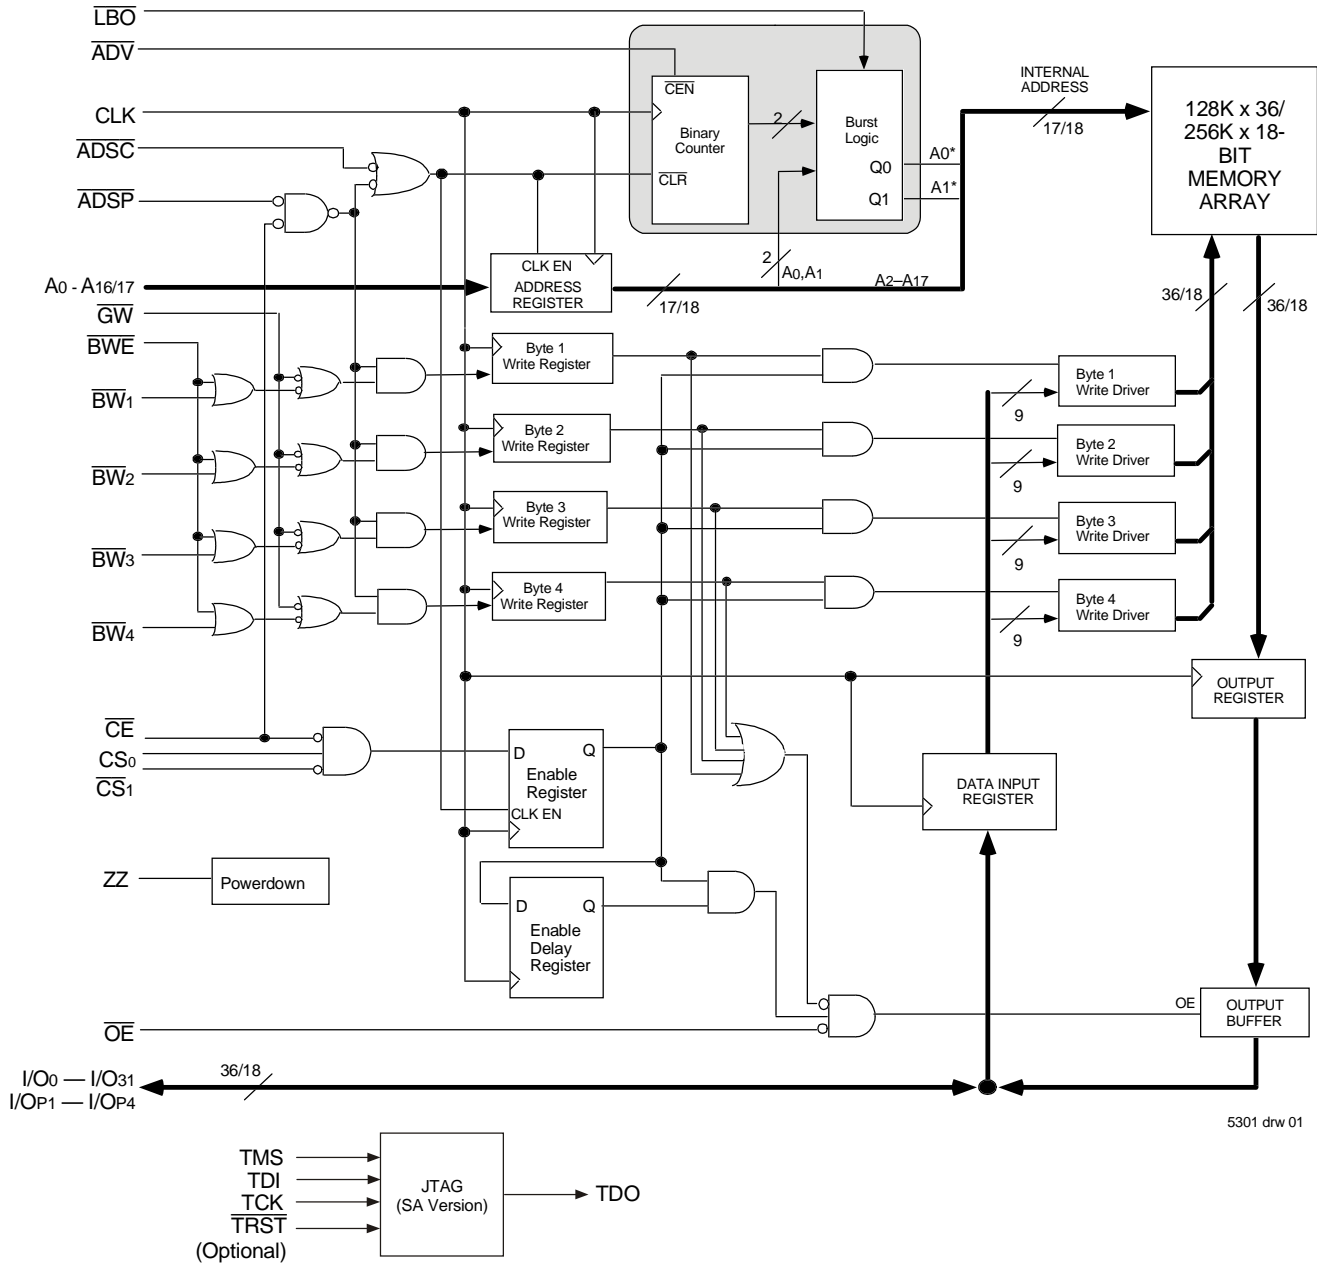 LBO
ADV
CLK
ADSC
ADSP
A0 - A16/17
GW
BWE
BW1
BW2
BW3
BW4
CE
CS0
CS1
ZZ
Powerdown
OE
I/O0 — I/O31
I/OP1 — I/OP4
36/18
CEN
Binary
Counter
CLR
2
Burst
Logic
Q0
Q1
A0*
A1*
2
A0,A1
A2–A17
INTERNAL
ADDRESS
17/18
128K x 36/
256K x 18-
BIT
MEMORY
ARRAY
CLK EN
ADDRESS
REGISTER
17/18
36/18
36/18
Byte 1
Write Register
Byte 2
Write Register
Byte 3
Write Register
Byte 4
Write Register
Byte 1
Write Driver
9
Byte 2
Write Driver
9
Byte 3
Write Driver
9
Byte 4
Write Driver
9
OUTPUT
REGISTER
D Q
Enable
Register
CLK EN
DATA INPUT
REGISTER
D Q
Enable
Delay
Register
OE
OUTPUT
BUFFER
5301 drw 01
TMS
TDI
TCK
TRST
(Optional)
JTAG
(SA Version)
TDO